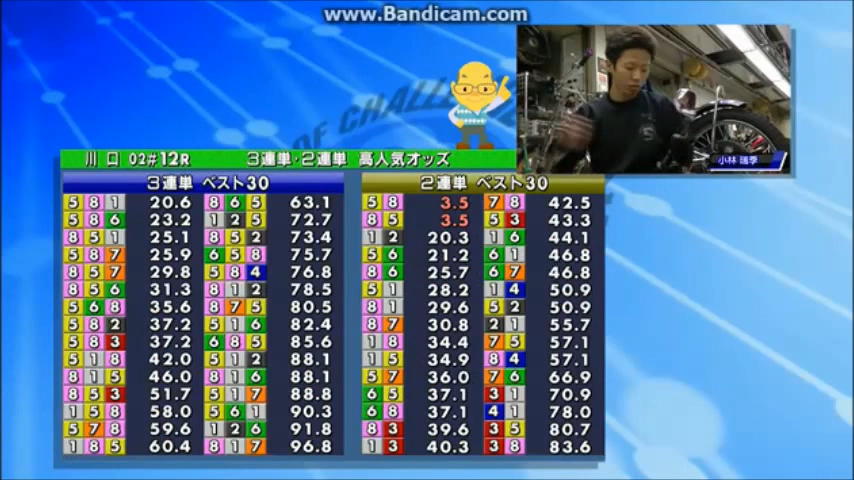 www.Bandicam.com
OF CHALL
小林 瑞季
川口 02#12R 3連単・2連単 高人気オッズ
3連単 ベスト30 2連単 ベスト30
5 8 1 20.6 8 6 5 63.1 5 8 3.5 7 8 42.5
5 8 6 23.2 1 2 5 72.7 8 5 3.5 5 3 43.3
8 5 1 25.1 8 5 2 73.4 1 2 20.3 1 6 44.1
5 8 7 25.9 6 5 8 75.7 5 6 21.2 6 1 46.8
8 5 7 29.8 5 8 4 76.8 8 6 25.7 6 7 46.8
8 5 6 31.3 8 1 2 78.5 5 1 28.2 1 4 50.9
5 6 8 35.6 8 7 5 80.5 8 1 29.6 5 2 50.9
5 8 2 37.2 5 1 6 82.4 8 7 30.8 2 1 55.7
5 8 3 37.2 6 8 5 85.6 1 8 34.4 7 5 57.1
5 1 8 42.0 5 1 2 88.1 1 5 34.9 8 4 57.1
8 1 5 46.0 8 1 6 88.1 5 7 36.0 7 6 66.9
8 5 3 51.7 5 1 7 88.8 6 5 37.1 3 1 70.9
1 5 8 58.0 5 6 1 90.3 6 8 37.1 4 1 78.0
5 7 8 59.6 1 2 6 91.8 8 3 39.6 3 5 80.7
1 8 5 60.4 8 1 7 96.8 1 3 40.3 3 8 83.6